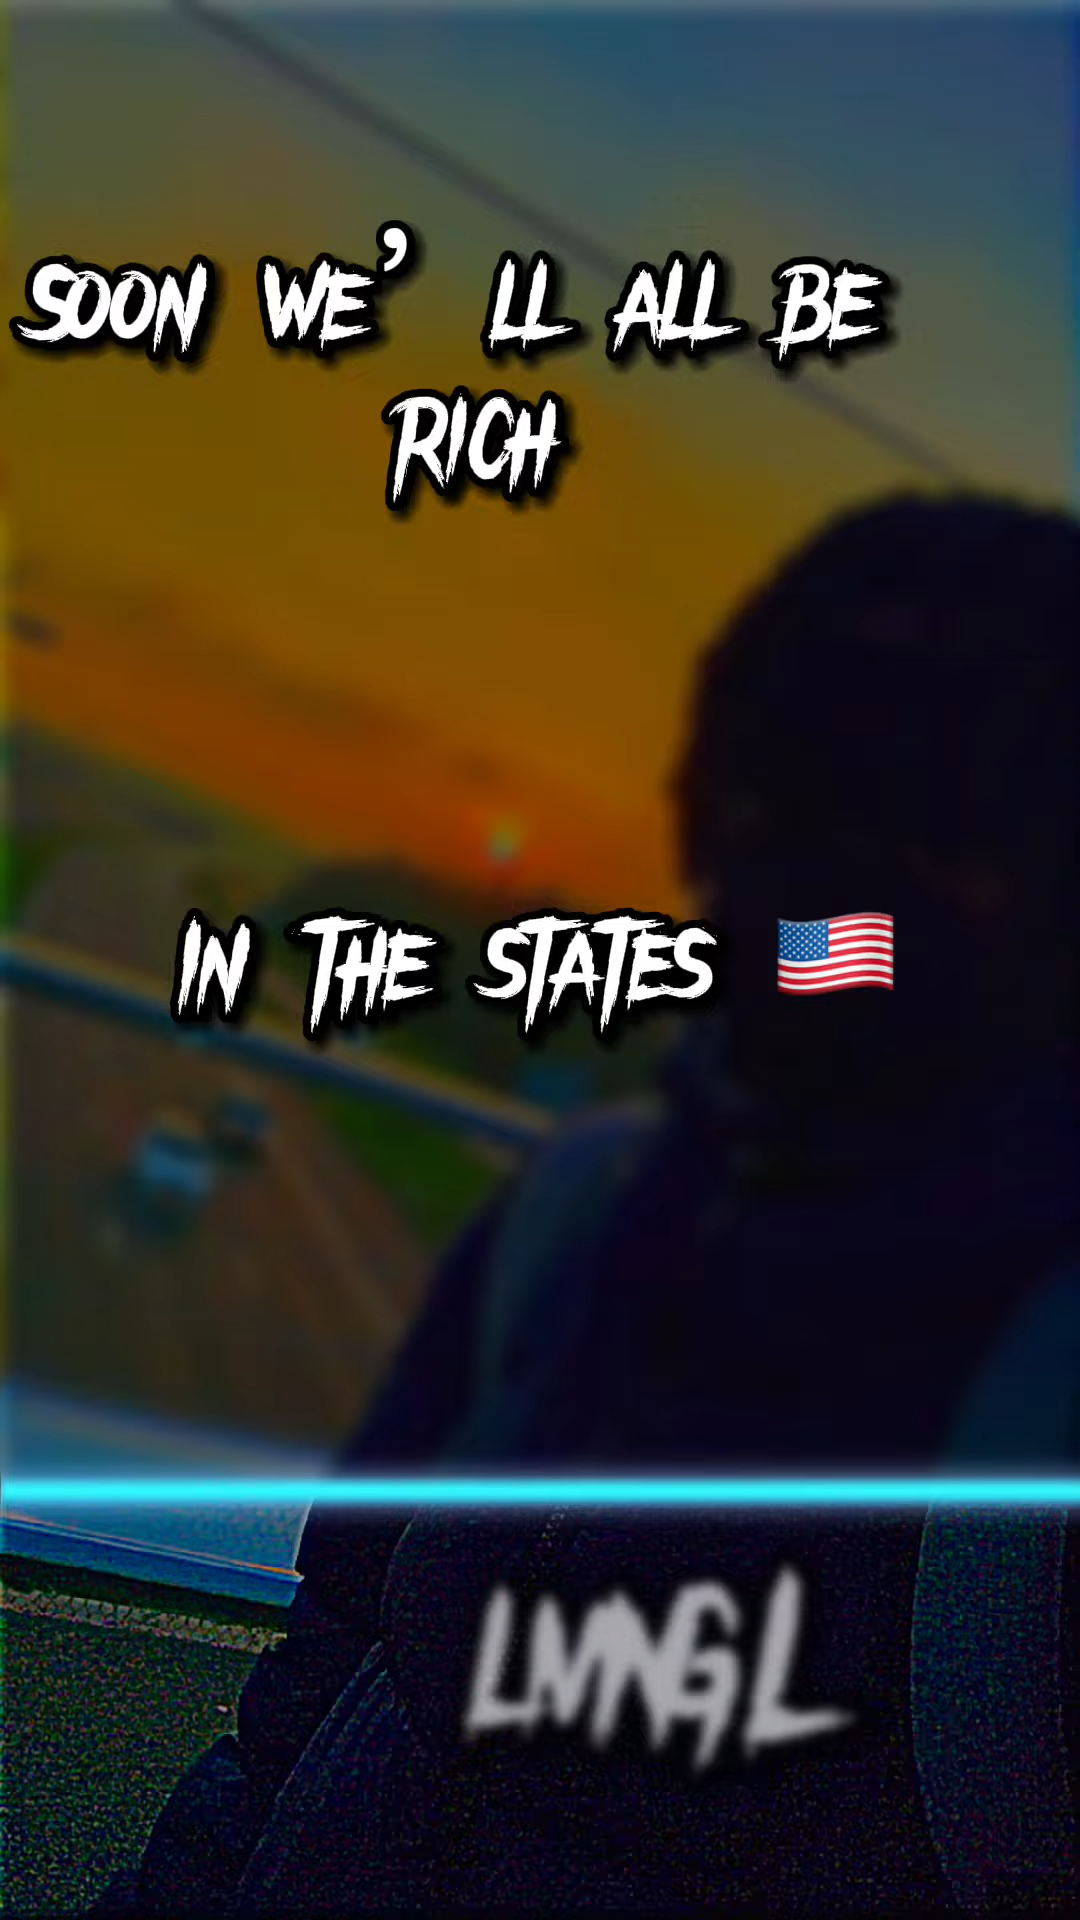 SOON WE'LL ALL BE
RICH
IN THE STATES 🇺🇸